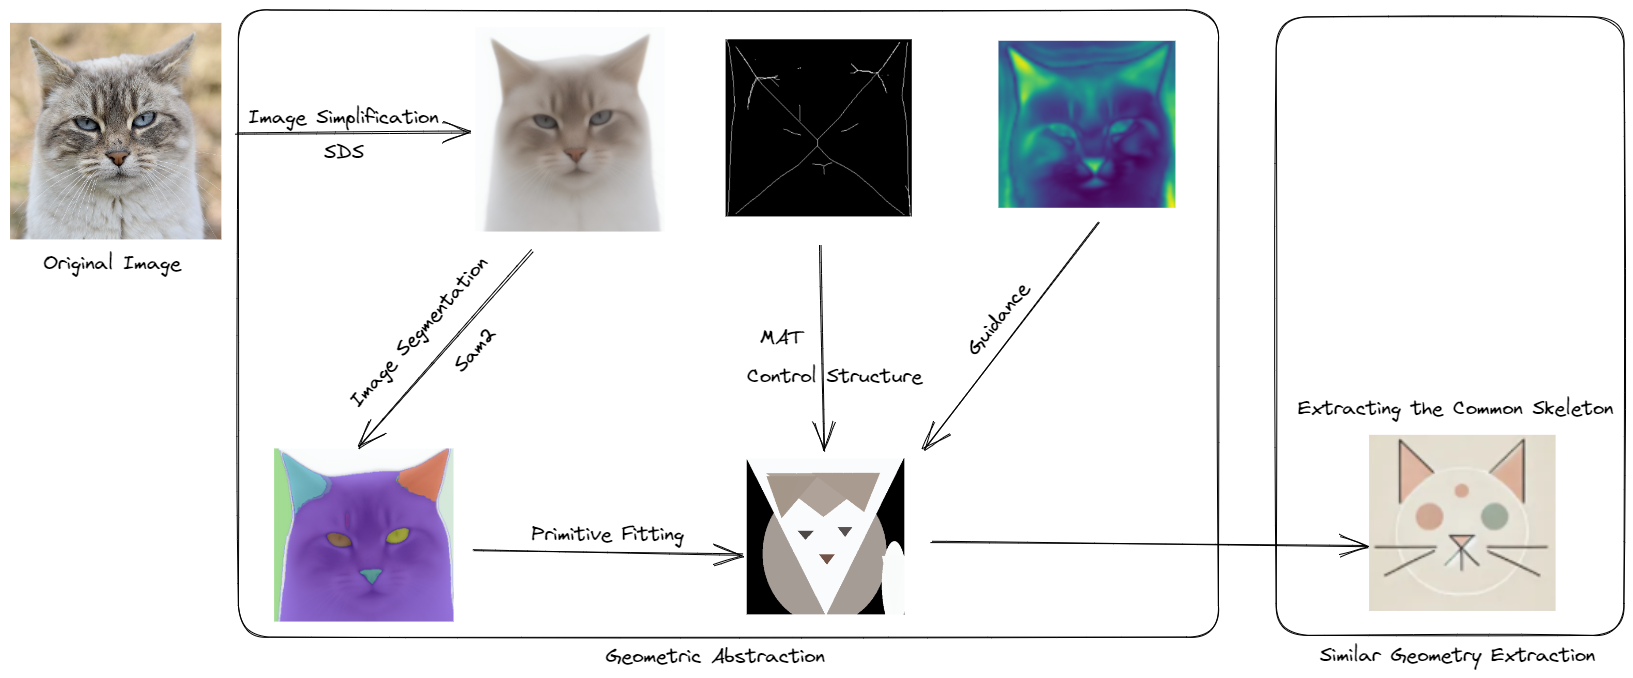 Image Simplification
SDS
Original Image
Image Segmentation
Sam2
MAT
Control Structure
Guidance
Extracting the Common Skeleton
Primitive Fitting
Geometric Abstraction
Similar Geometry Extraction